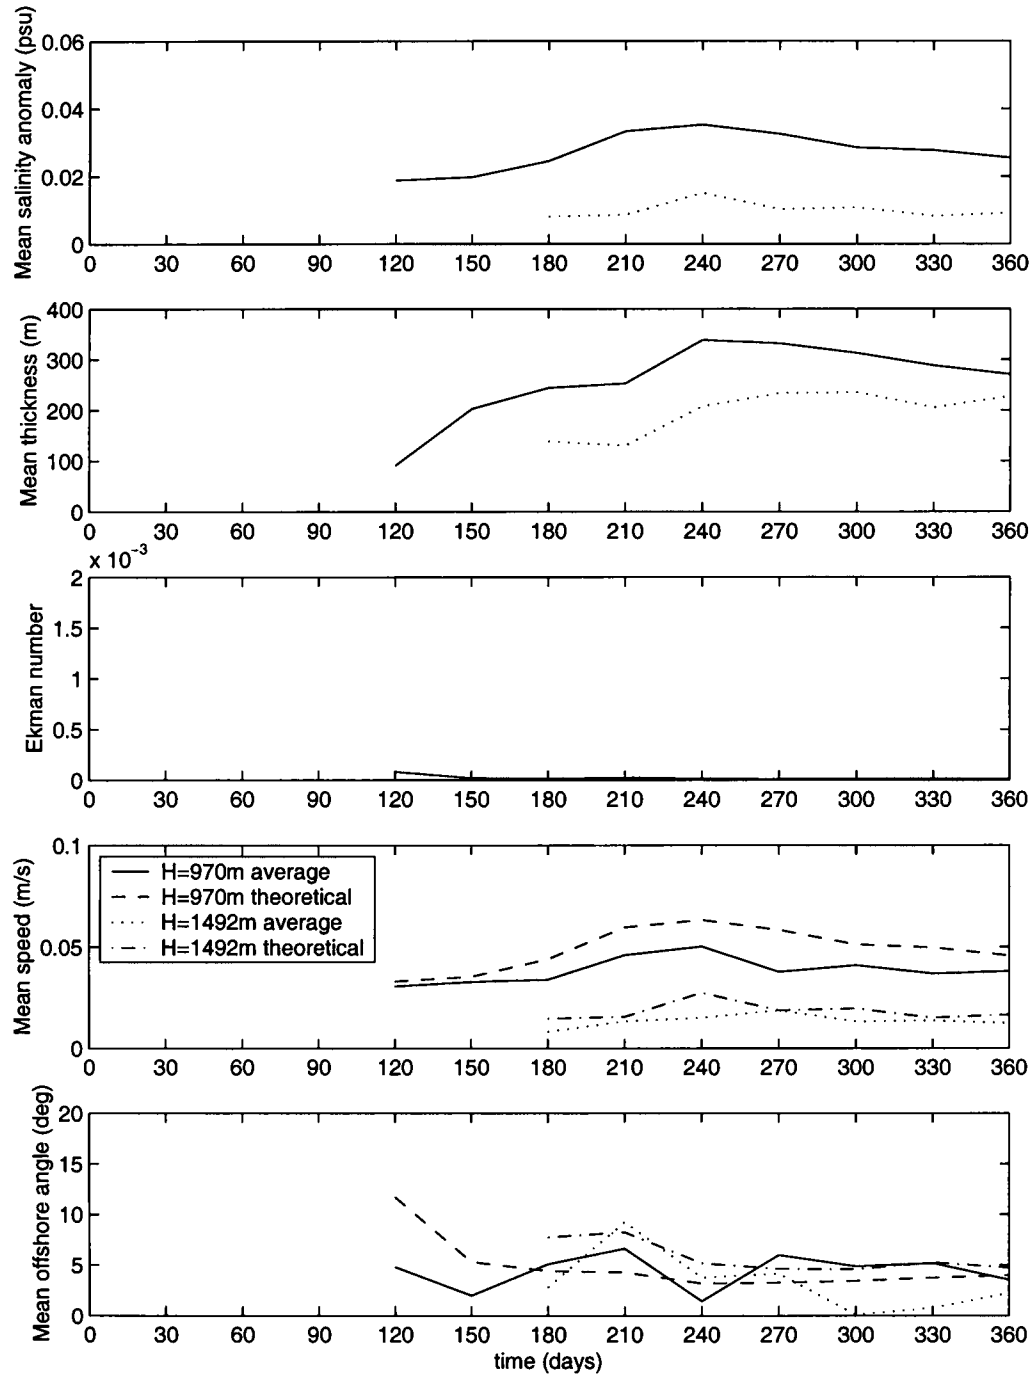 Mean salinity anomaly (psu)
0.06
0.04
0.02
0
0 30 60 90 120 150 180 210 240 270 300 330 360
Mean thickness (m)
400
300
200
100
0
0 30 60 90 120 150 180 210 240 270 300 330 360
x 10⁻³
Ekman number
2
1.5
1
0.5
0
0 30 60 90 120 150 180 210 240 270 300 330 360
Mean speed (m/s)
0.1
0.05
0
H=970m average
H=970m theoretical
H=1492m average
H=1492m theoretical
0 30 60 90 120 150 180 210 240 270 300 330 360
Mean offshore angle (deg)
20
15
10
5
0
0 30 60 90 120 150 180 210 240 270 300 330 360
time (days)